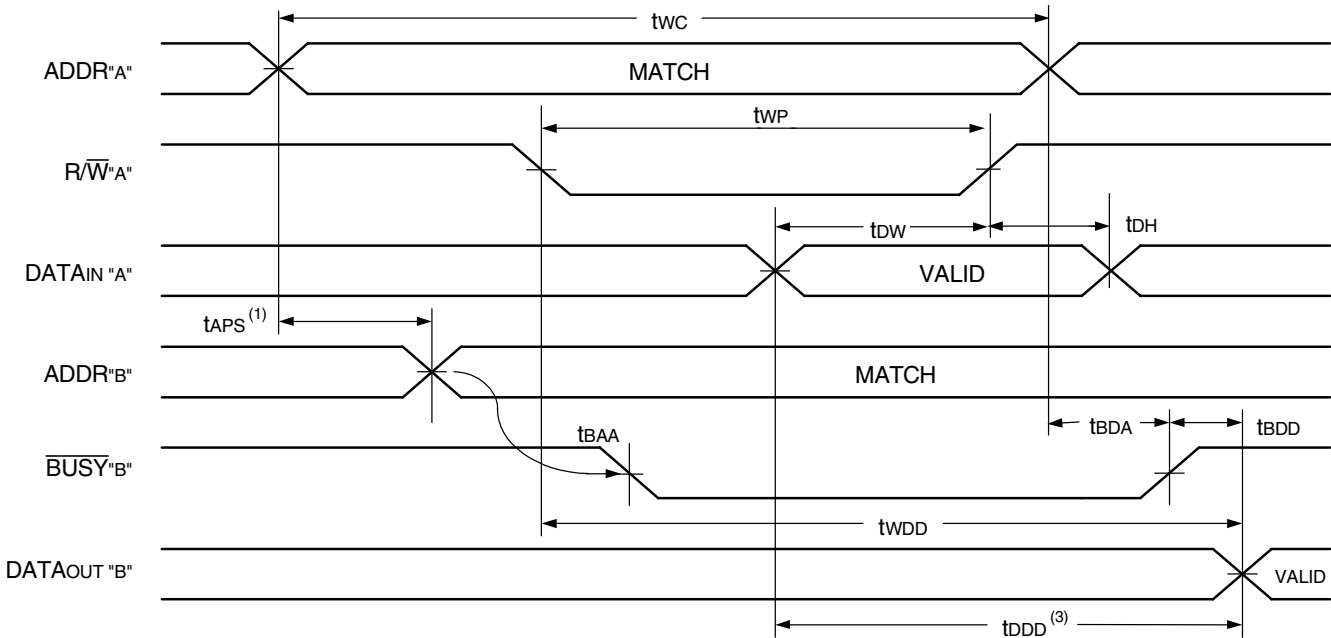 tWC
ADDR"A"
MATCH
tWP
R/W̅"A"
tDW
tDH
DATAIN "A"
VALID
tAPS (1)
ADDR"B"
MATCH
tBAA
tBDA
tBDD
B̅U̅S̅Y̅"B"
tWDD
DATAOUT "B"
VALID
tDDD (3)